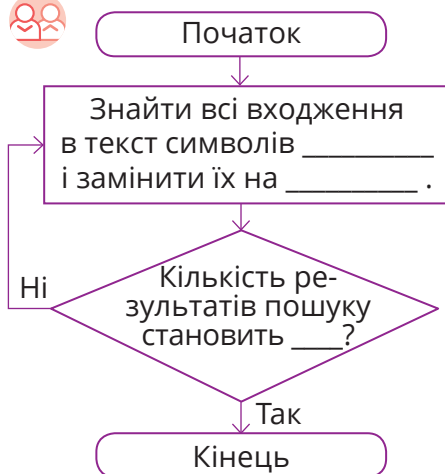 Початок
Знайти всі входження
в текст символів __________
і замінити їх на __________ .
Ні
Кількість ре-
зультатів пошуку
становить ____?
Так
Кінець